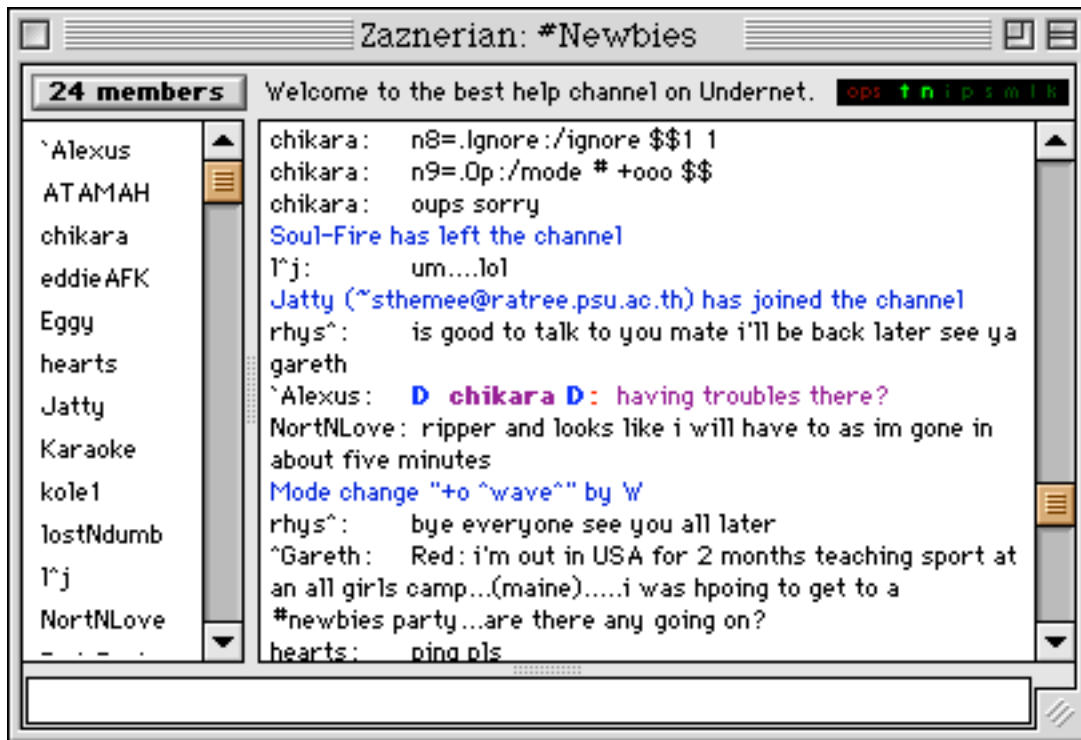 Zaznerian: #Newbies
24 members
Welcome to the best help channel on Undernet.
ops t n i p s m l k
`Alexus
ATAMAH
chikara
eddieAFK
Eggy
hearts
Jatty
Karaoke
kole1
lostNdumb
l^j
NortNLove
chikara: n8=.Ignore:/ignore $$1 1
chikara: n9=.Op:/mode # +ooo $$
chikara: oups sorry
Soul-Fire has left the channel
l^j: um....lol
Jatty (~sthemee@ratree.psu.ac.th) has joined the channel
rhys^: is good to talk to you mate i'll be back later see ya
gareth
`Alexus: D chikara D: having troubles there?
NortNLove: ripper and looks like i will have to as im gone in
about five minutes
Mode change "+o ^wave^" by W
rhys^: bye everyone see you all later
^Gareth: Red: i'm out in USA for 2 months teaching sport at
an all girls camp...(maine).....i was hpoing to get to a
#newbies party...are there any going on?
hearts: ping pls